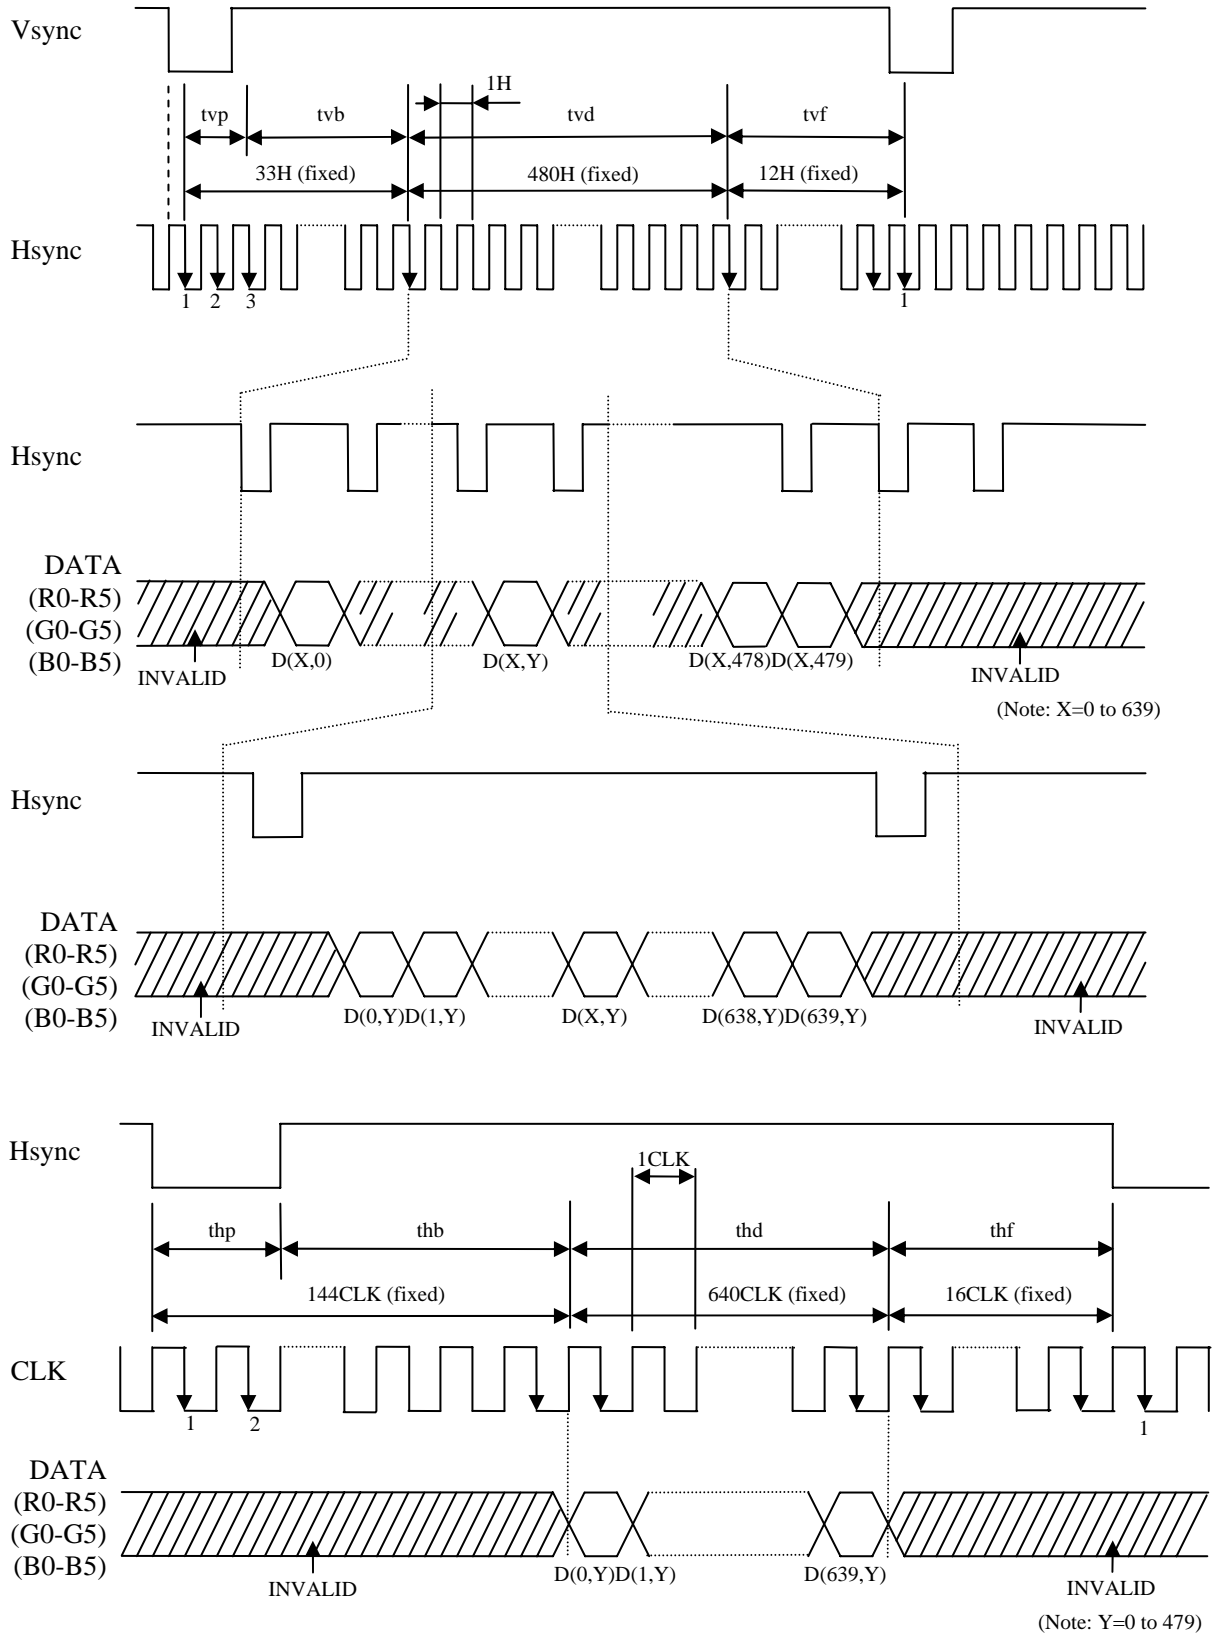 Vsync
1H
tvp
tvb
tvd
tvf
33H (fixed)
480H (fixed)
12H (fixed)
Hsync
1
2
3
1
Hsync
DATA
(R0-R5)
(G0-G5)
(B0-B5)
D(X,0)
D(X,Y)
D(X,478)D(X,479)
INVALID
INVALID
(Note: X=0 to 639)
Hsync
DATA
(R0-R5)
(G0-G5)
(B0-B5)
INVALID
D(0,Y)D(1,Y)
D(X,Y)
D(638,Y)D(639,Y)
INVALID
Hsync
1CLK
thp
thb
thd
thf
144CLK (fixed)
640CLK (fixed)
16CLK (fixed)
CLK
1
2
1
DATA
(R0-R5)
(G0-G5)
(B0-B5)
D(0,Y)D(1,Y)
D(639,Y)
INVALID
INVALID
(Note: Y=0 to 479)